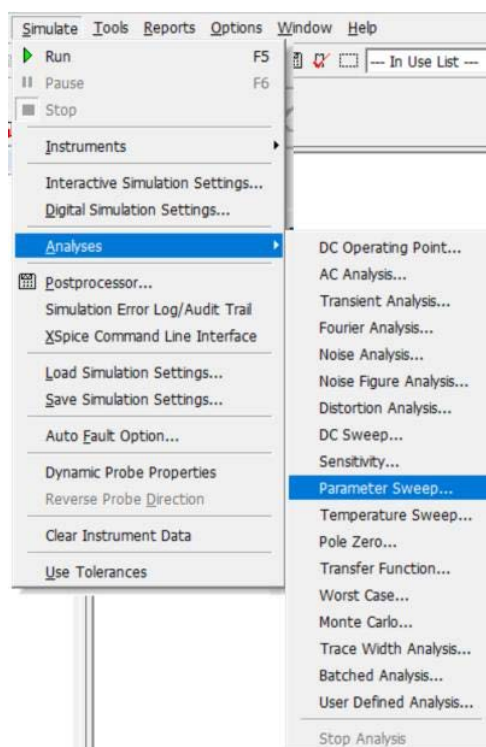 Simulate Tools Reports Options Window Help
Run F5
--- In Use List ---
Pause F6
Stop
Instruments
Interactive Simulation Settings...
Digital Simulation Settings...
Analyses
Postprocessor...
Simulation Error Log/Audit Trail
XSpice Command Line Interface
Load Simulation Settings...
Save Simulation Settings...
Auto Fault Option...
Dynamic Probe Properties
Reverse Probe Direction
Clear Instrument Data
Use Tolerances
DC Operating Point...
AC Analysis...
Transient Analysis...
Fourier Analysis...
Noise Analysis...
Noise Figure Analysis...
Distortion Analysis...
DC Sweep...
Sensitivity...
Parameter Sweep...
Temperature Sweep...
Pole Zero...
Transfer Function...
Worst Case...
Monte Carlo...
Trace Width Analysis...
Batched Analysis...
User Defined Analysis...
Stop Analysis